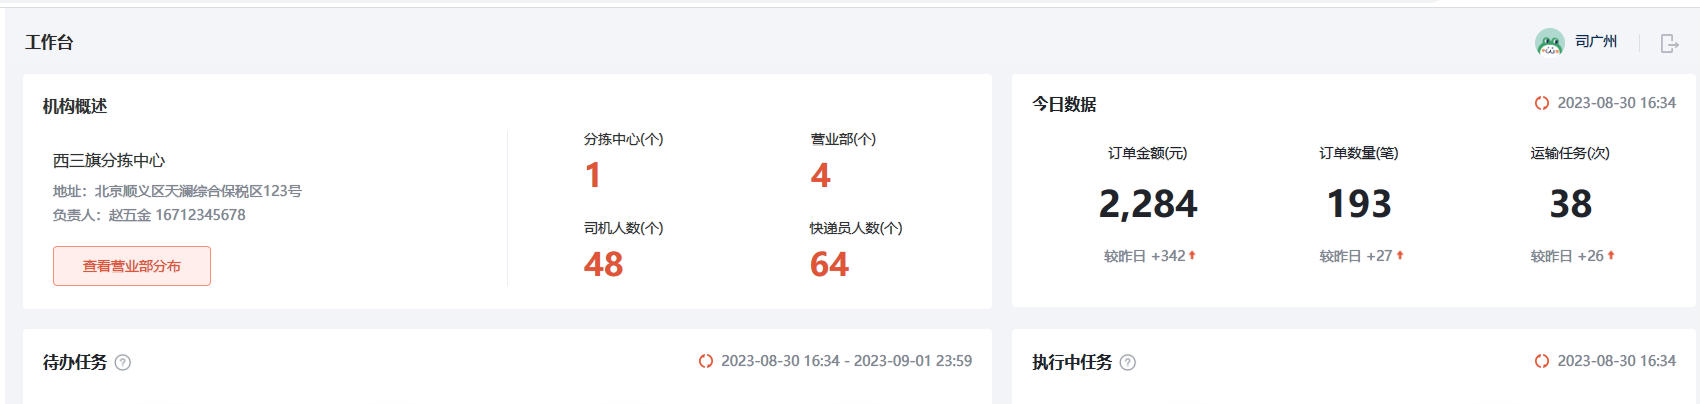 工作台
司广州
机构概述
西三旗分拣中心
地址：北京顺义区天澜综合保税区123号
负责人：赵五金 16712345678
查看营业部分布
分拣中心(个)
1
营业部(个)
4
司机人数(个)
48
快递员人数(个)
64
今日数据
2023-08-30 16:34
订单金额(元)
2,284
较昨日 +342
订单数量(笔)
193
较昨日 +27
运输任务(次)
38
较昨日 +26
待办任务 ?
2023-08-30 16:34 - 2023-09-01 23:59
执行中任务 ?
2023-08-30 16:34